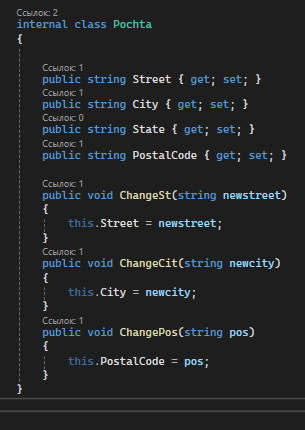 Ссылок: 2
internal class Pochta
{
Ссылок: 1
public string Street { get; set; }
Ссылок: 1
public string City { get; set; }
Ссылок: 0
public string State { get; set; }
Ссылок: 1
public string PostalCode { get; set; }
Ссылок: 1
public void ChangeSt(string newstreet)
{
this.Street = newstreet;
}
Ссылок: 1
public void ChangeCit(string newcity)
{
this.City = newcity;
}
Ссылок: 1
public void ChangePos(string pos)
{
this.PostalCode = pos;
}
}